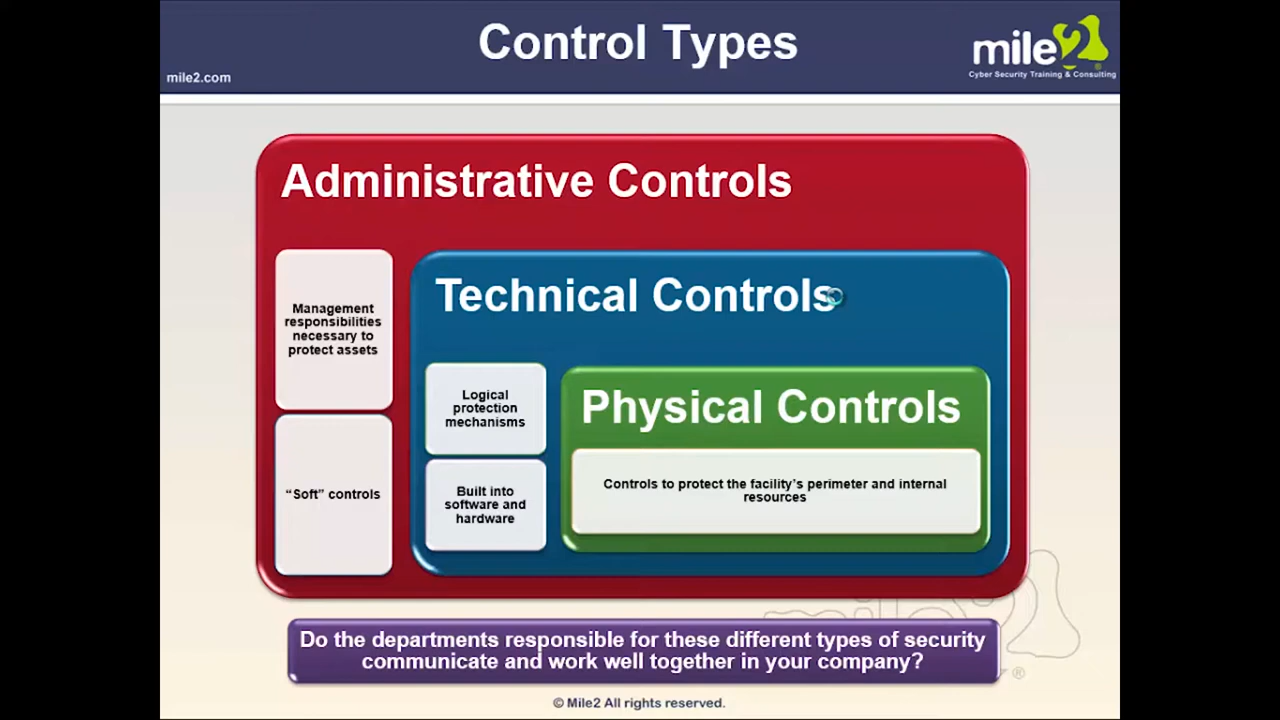 Control Types
mile2
Cyber Security Training & Consulting
mile2.com
Administrative Controls
Management
responsibilities
necessary to
protect assets
“Soft” controls
Technical Controls
Logical
protection
mechanisms
Built into
software and
hardware
Physical Controls
Controls to protect the facility’s perimeter and internal
resources
mile2
®
Do the departments responsible for these different types of security
communicate and work well together in your company?
© Mile2 All rights reserved.